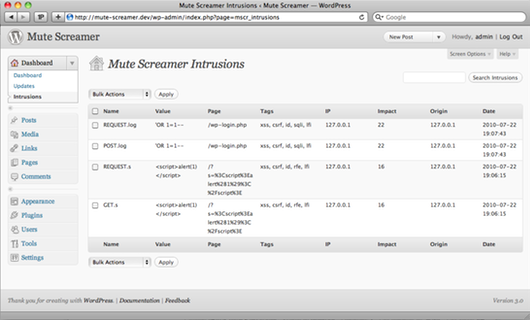 Mute Screamer Intrusions ‹ Mute Screamer — WordPress
http://mute-screamer.dev/wp-admin/index.php?page=mscr_intrusions
Google
Mute Screamer
New Post
Howdy, admin | Log Out
Screen Options
Help
Dashboard
Dashboard
Updates
Intrusions
Posts
Media
Links
Pages
Comments
Appearance
Plugins
Users
Tools
Settings
Mute Screamer Intrusions
Search Intrusions
Bulk Actions Apply
Name Value Page Tags IP Impact Origin Date
REQUEST.log 'OR 1=1-- /wp-login.php xss, csrf, id, sqli, lfi 127.0.0.1 22 127.0.0.1 2010-07-22
19:07:43
POST.log 'OR 1=1-- /wp-login.php xss, csrf, id, sqli, lfi 127.0.0.1 22 127.0.0.1 2010-07-22
19:07:43
REQUEST.s <script>alert(1) /? xss, csrf, id, rfe, lfi 127.0.0.1 16 127.0.0.1 2010-07-22
</script> s=%3Cscript%3Ea 19:06:15
lert%281%29%3C
%2Fscript%3E
GET.s <script>alert(1) /? xss, csrf, id, rfe, lfi 127.0.0.1 16 127.0.0.1 2010-07-22
</script> s=%3Cscript%3Ea 19:06:15
lert%281%29%3C
%2Fscript%3E
Name Value Page Tags IP Impact Origin Date
Bulk Actions Apply
Thank you for creating with WordPress. | Documentation | Feedback
Version 3.0